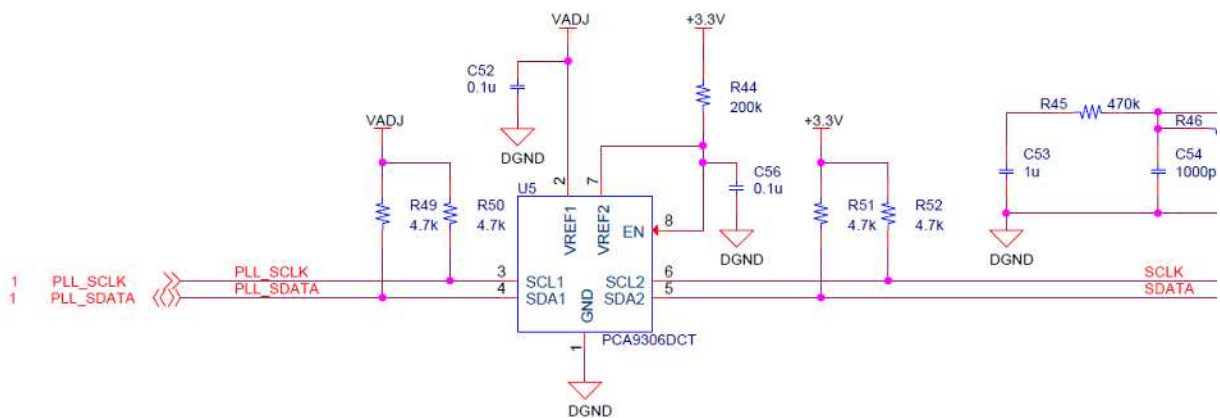 VADJ
+3.3V
C52
0.1u
R44
200k
R45
470k
R46
VADJ
+3.3V
DGND
C53
1u
C54
1000p
C56
0.1u
2
7
U5
R49
4.7k
R50
4.7k
VREF1
VREF2
EN
8
R51
4.7k
R52
4.7k
DGND
DGND
1 PLL_SCLK
PLL_SCLK
3
SCL1
SCL2
6
SCLK
1 PLL_SDATA
PLL_SDATA
4
SDA1
GND
SDA2
5
SDATA
PCA9306DCT
1
DGND